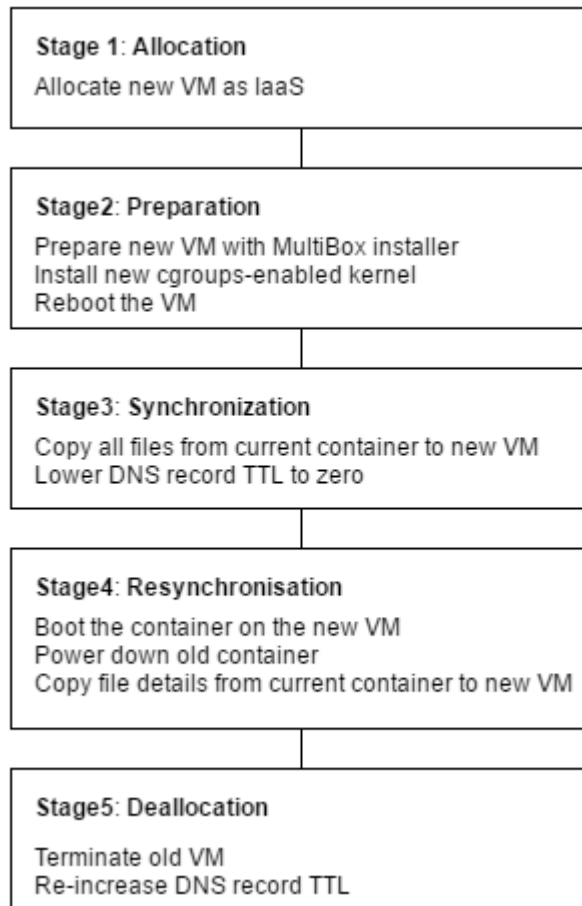 Stage 1: Allocation
Allocate new VM as IaaS
Stage2: Preparation
Prepare new VM with MultiBox installer
Install new cgroups-enabled kernel
Reboot the VM
Stage3: Synchronization
Copy all files from current container to new VM
Lower DNS record TTL to zero
Stage4: Resynchronisation
Boot the container on the new VM
Power down old container
Copy file details from current container to new VM
Stage5: Deallocation
Terminate old VM
Re-increase DNS record TTL